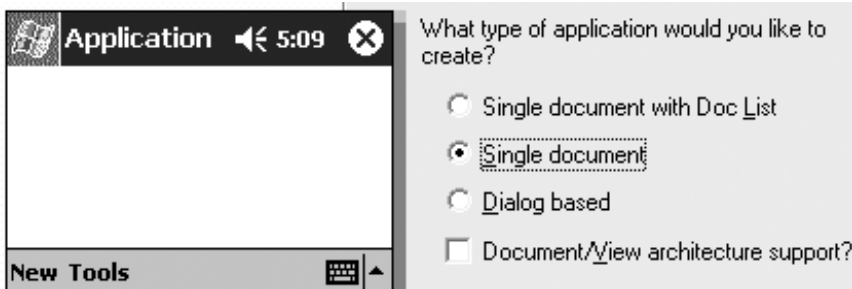 Application 5:09
New Tools
What type of application would you like to
create?
Single document with Doc List
Single document
Dialog based
Document/View architecture support?